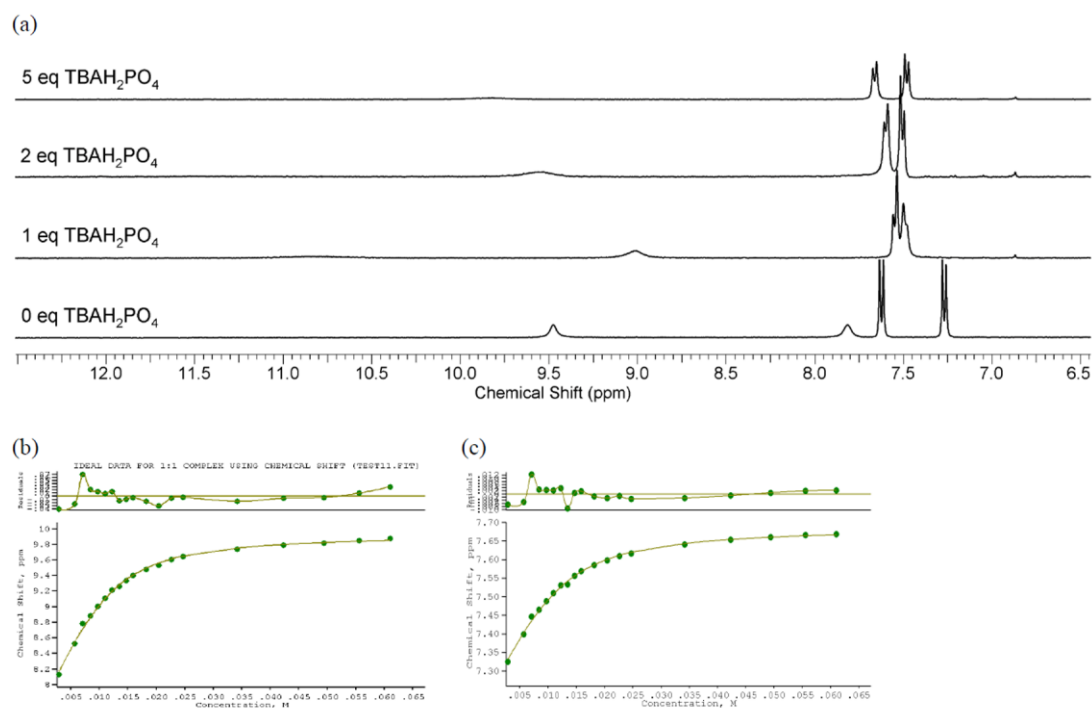 (a)
5 eq TBAH₂PO₄
2 eq TBAH₂PO₄
1 eq TBAH₂PO₄
0 eq TBAH₂PO₄
12.0 11.5 11.0 10.5 10.0 9.5 9.0 8.5 8.0 7.5 7.0 6.5
Chemical Shift (ppm)
(b)
IDEAL DATA FOR 1:1 COMPLEX USING CHEMICAL SHIFT (TEST11.FIT)
Residuals
10
9.8
9.6
9.4
9.2
9
8.8
8.6
8.4
8.2
8
Chemical Shift, ppm
.005 .010 .015 .020 .025 .030 .035 .040 .045 .050 .055 .060
Concentration, M
(c)
Residuals
7.70
7.65
7.60
7.55
7.50
7.45
7.40
7.35
7.30
Chemical Shift, ppm
.005 .010 .015 .020 .025 .030 .035 .040 .045 .050 .055 .060
Concentration, M